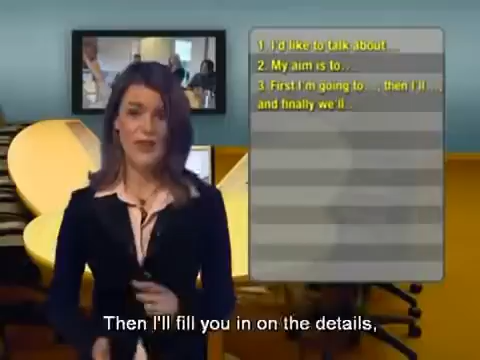 1. I'd like to talk about...
2. My aim is to...
3. First I'm going to ..., then I'll ...,
and finally we'll...
Then I'll fill you in on the details,